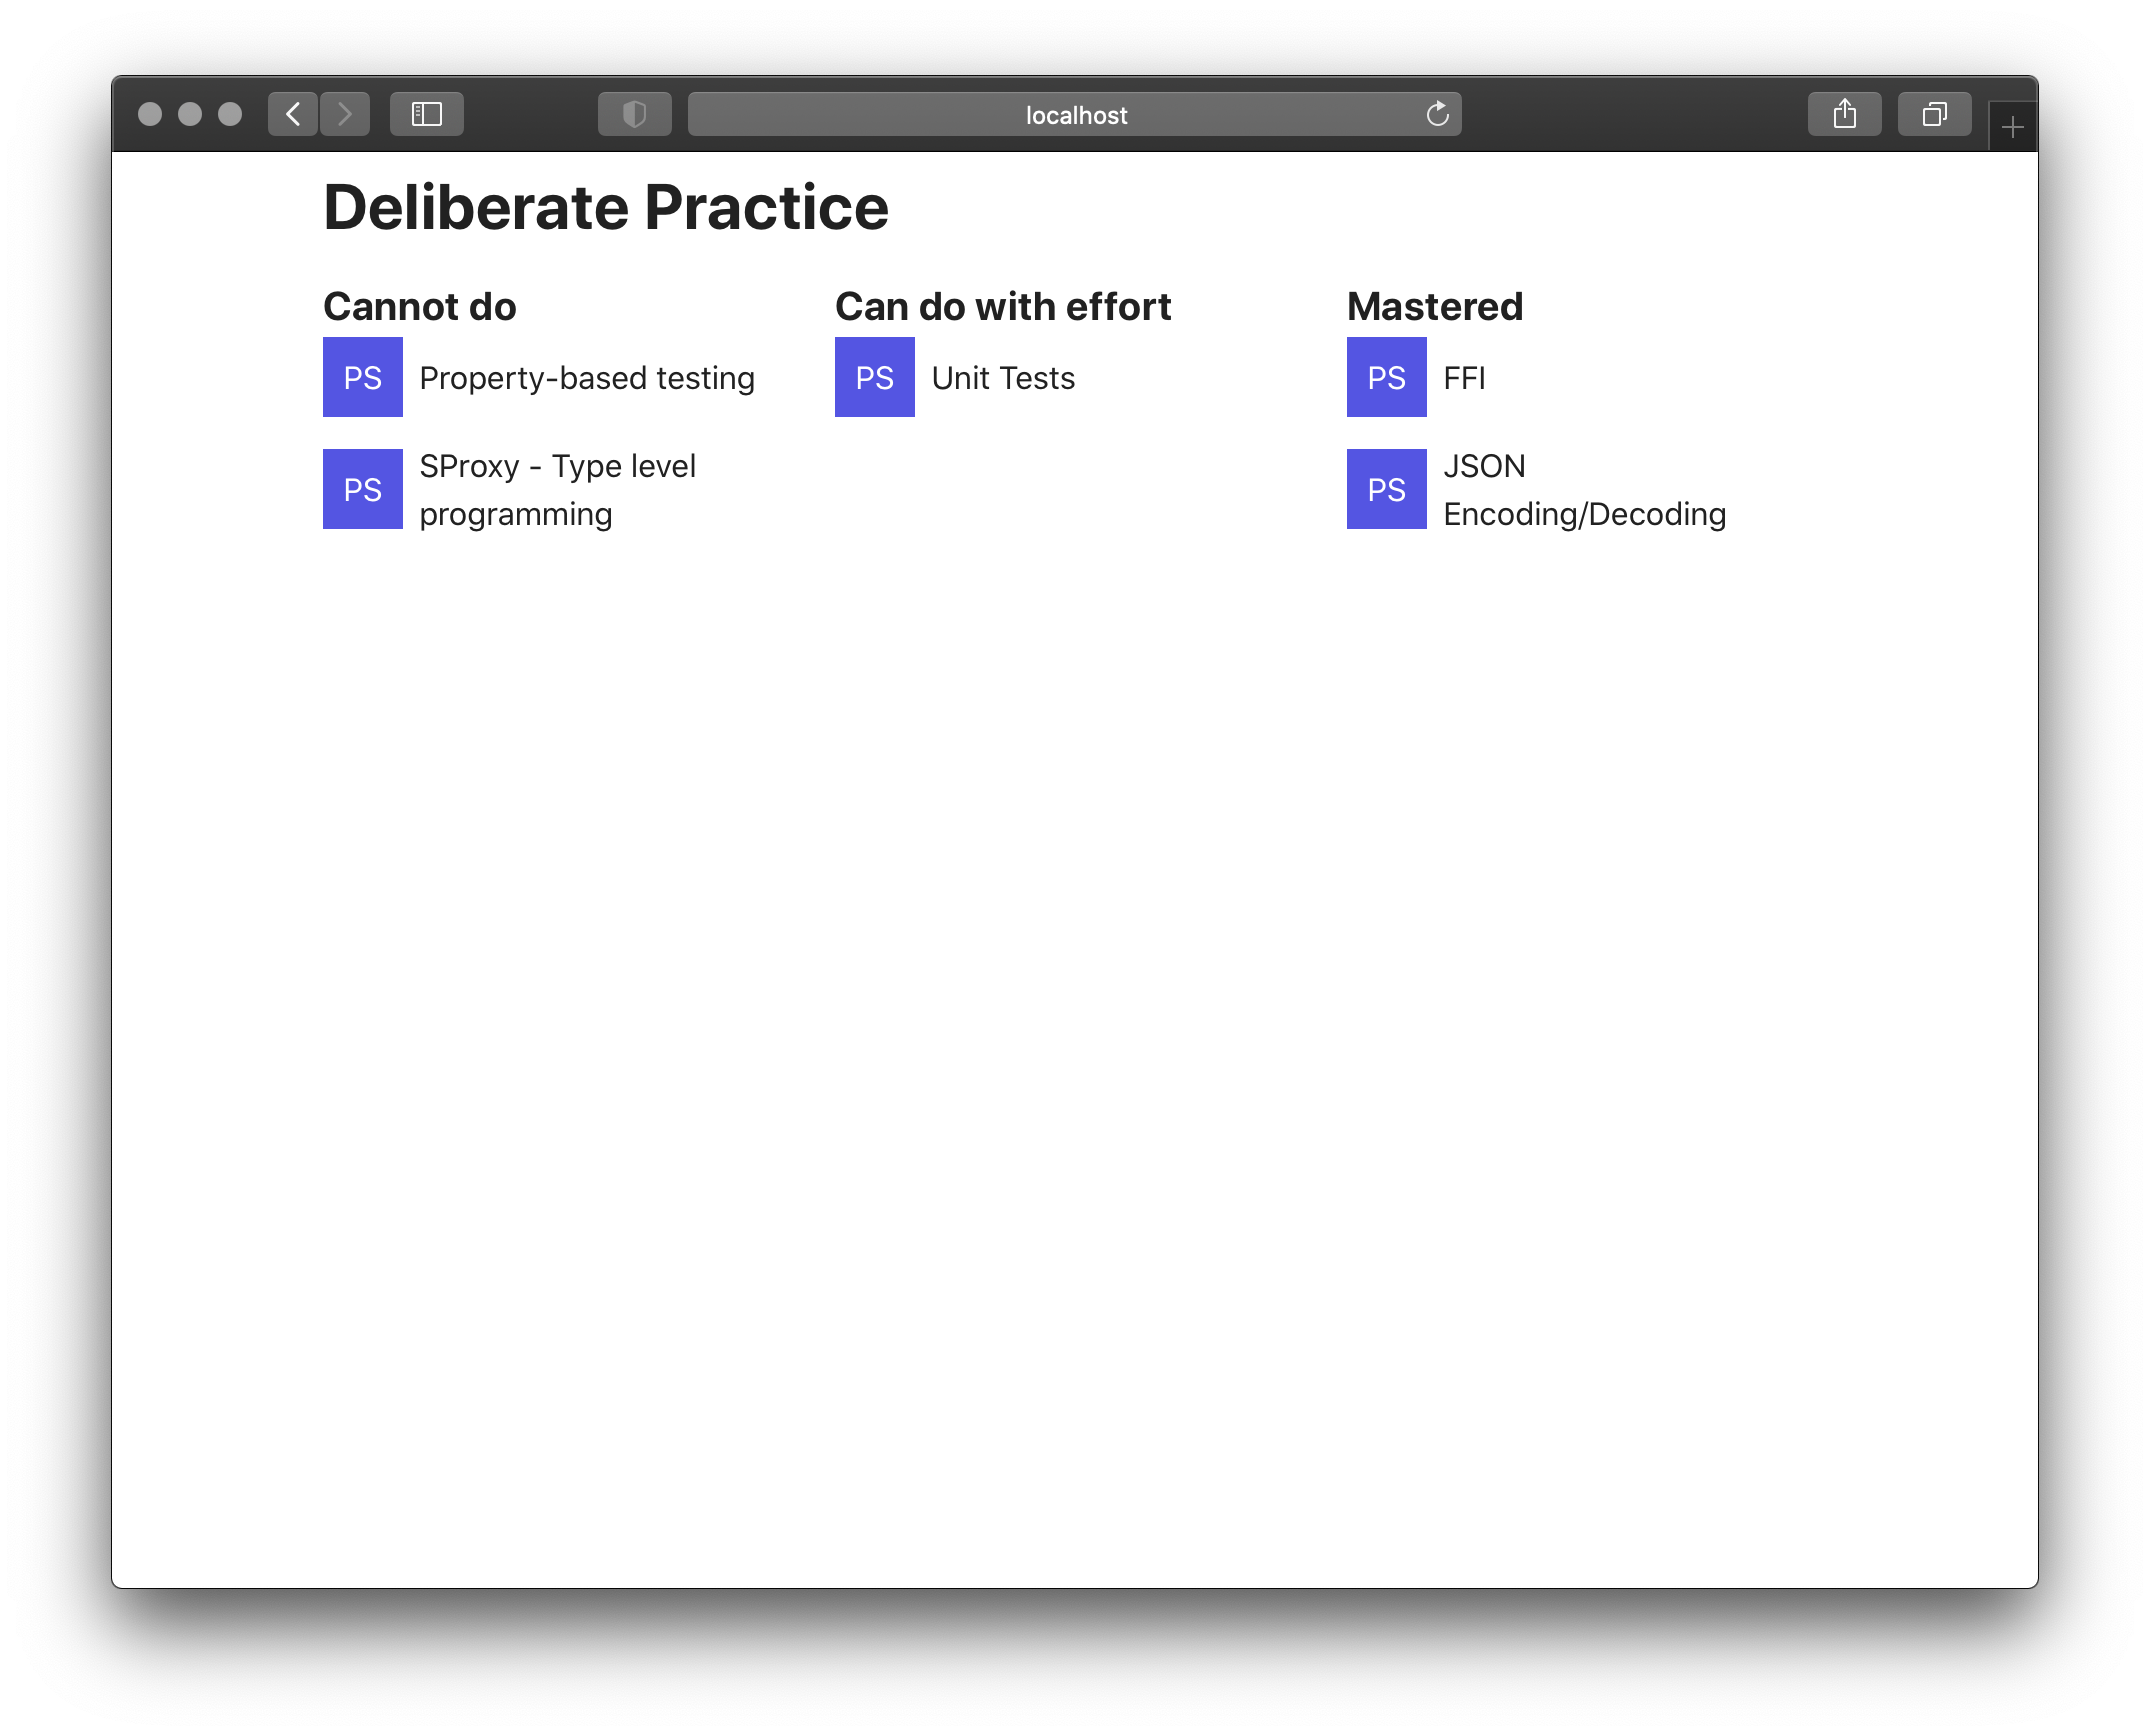 localhost
Deliberate Practice
Cannot do
PS
Property-based testing
PS
SProxy - Type level
programming
Can do with effort
PS
Unit Tests
Mastered
PS
FFI
PS
JSON
Encoding/Decoding